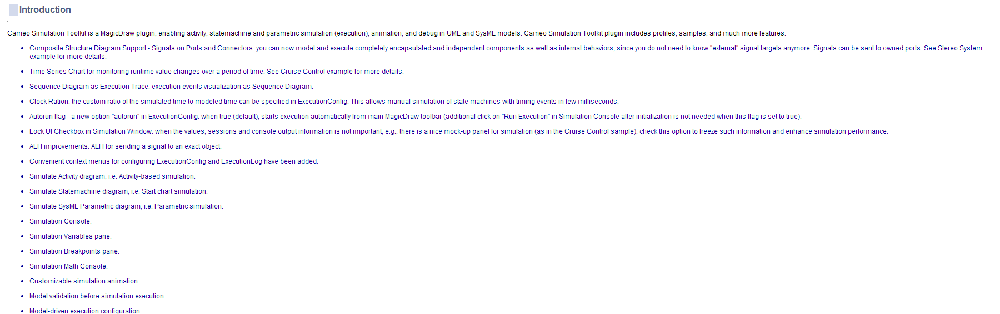 Introduction
Cameo Simulation Toolkit is a MagicDraw plugin, enabling activity, statemachine and parametric simulation (execution), animation, and debug in UML and SysML models. Cameo Simulation Toolkit plugin includes profiles, samples, and much more features:
• Composite Structure Diagram Support - Signals on Ports and Connectors: you can now model and execute completely encapsulated and independent components as well as internal behaviors, since you do not need to know "external" signal targets anymore. Signals can be sent to owned ports. See Stereo System
example for more details.
• Time Series Chart for monitoring runtime value changes over a period of time. See Cruise Control example for more details.
• Sequence Diagram as Execution Trace: execution events visualization as Sequence Diagram.
• Clock Ration: the custom ratio of the simulated time to modeled time can be specified in ExecutionConfig. This allows manual simulation of state machines with timing events in few milliseconds.
• Autorun flag - a new option "autorun" in ExecutionConfig: when true (default), starts execution automatically from main MagicDraw toolbar (additional click on "Run Execution" in Simulation Console after initialization is not needed when this flag is set to true).
• Lock UI Checkbox in Simulation Window: when the values, sessions and console output information is not important, e.g., there is a nice mock-up panel for simulation (as in the Cruise Control sample), check this option to freeze such information and enhance simulation performance.
• ALH improvements: ALH for sending a signal to an exact object.
• Convenient context menus for configuring ExecutionConfig and ExecutionLog have been added.
• Simulate Activity diagram, i.e. Activity-based simulation.
• Simulate Statemachine diagram, i.e. Start chart simulation.
• Simulate SysML Parametric diagram, i.e. Parametric simulation.
• Simulation Console.
• Simulation Variables pane.
• Simulation Breakpoints pane.
• Simulation Math Console.
• Customizable simulation animation.
• Model validation before simulation execution.
• Model-driven execution configuration.